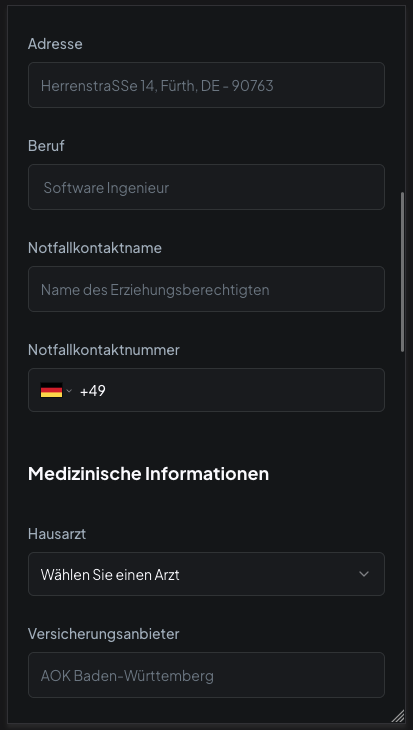 Adresse
HerrenstraSSe 14, Fürth, DE - 90763
Beruf
Software Ingenieur
Notfallkontaktname
Name des Erziehungsberechtigten
Notfallkontaktnummer
+49
Medizinische Informationen
Hausarzt
Wählen Sie einen Arzt
Versicherungsanbieter
AOK Baden-Württemberg